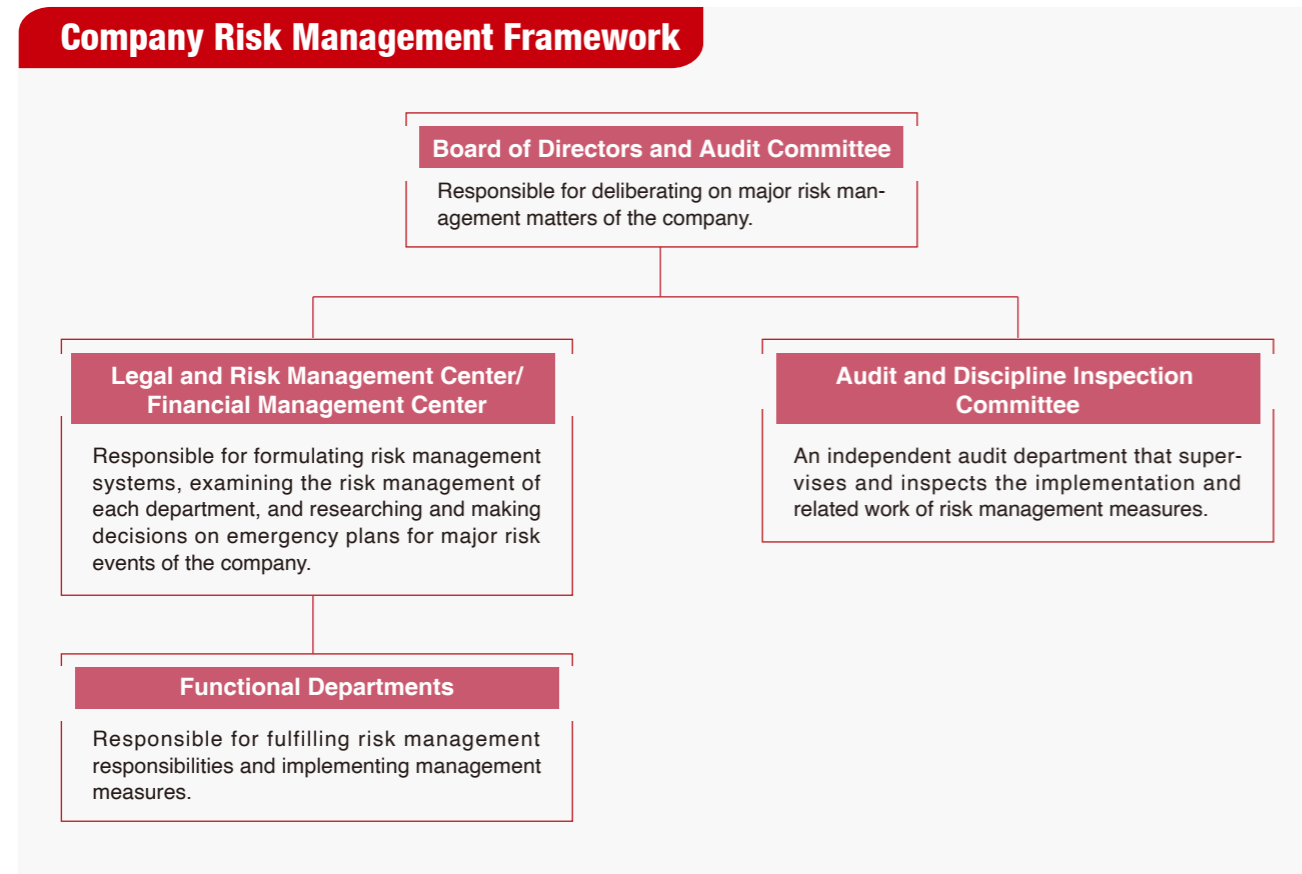 Company Risk Management Framework
Board of Directors and Audit Committee
Responsible for deliberating on major risk man-
agement matters of the company.
Legal and Risk Management Center/
Financial Management Center
Responsible for formulating risk management
systems, examining the risk management of
each department, and researching and making
decisions on emergency plans for major risk
events of the company.
Audit and Discipline Inspection
Committee
An independent audit department that super-
vises and inspects the implementation and
related work of risk management measures.
Functional Departments
Responsible for fulfilling risk management
responsibilities and implementing management
measures.